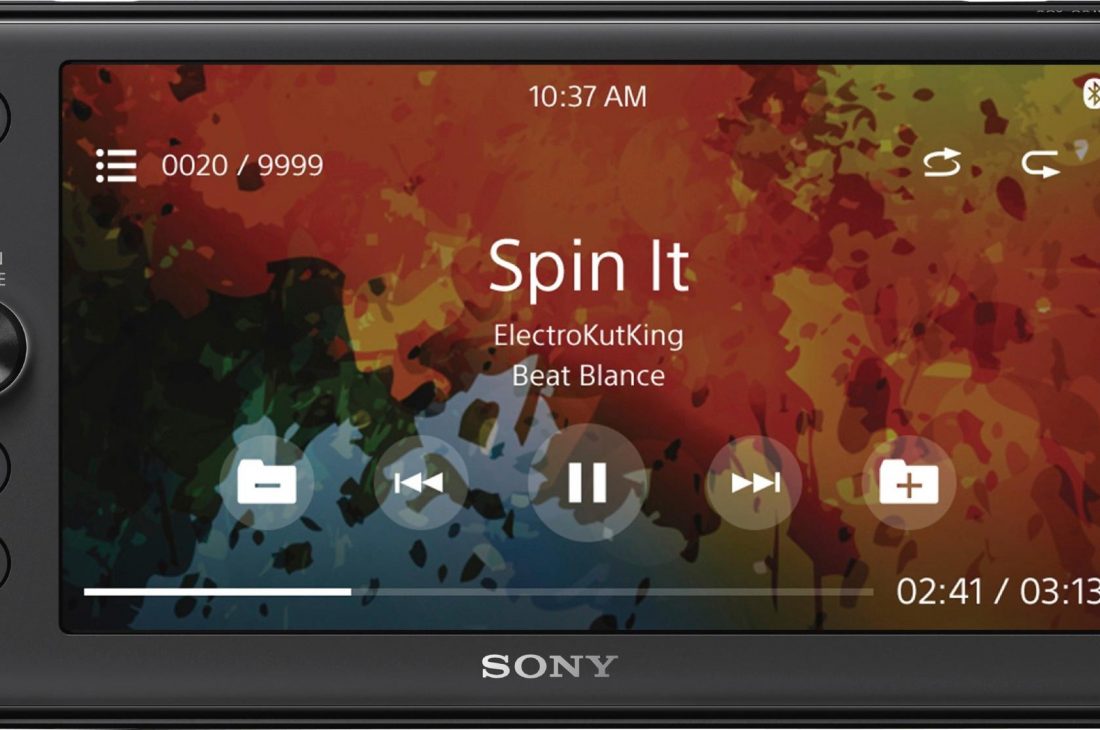 10:37 AM
0020 / 9999
Spin It
ElectroKutKing
Beat Blance
02:41 / 03:13
SONY